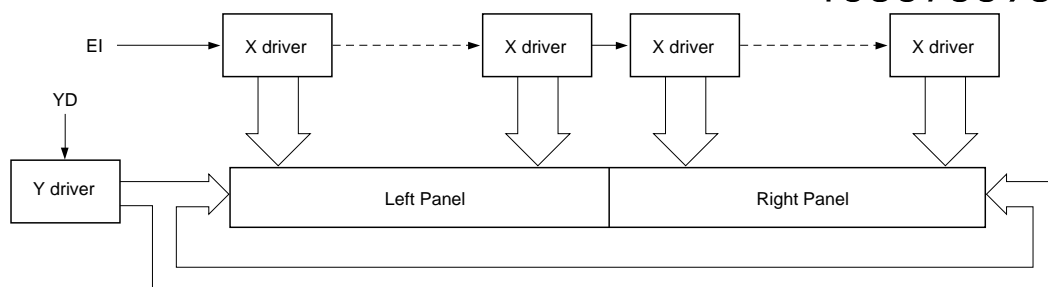 EI
X driver
X driver
X driver
X driver
YD
Y driver
Left Panel
Right Panel